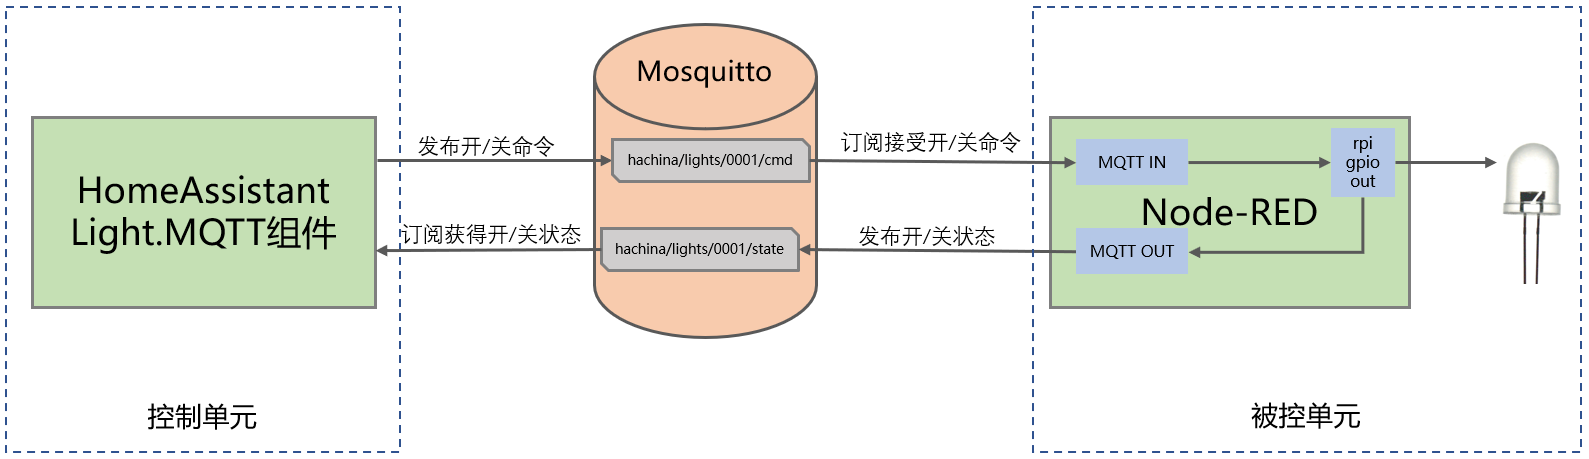 Mosquitto
发布开/关命令
hachina/lights/0001/cmd
订阅接受开/关命令
HomeAssistant
Light.MQTT组件
订阅获得开/关状态
hachina/lights/0001/state
发布开/关状态
MQTT IN
rpi
gpio
out
Node-RED
MQTT OUT
控制单元
被控单元